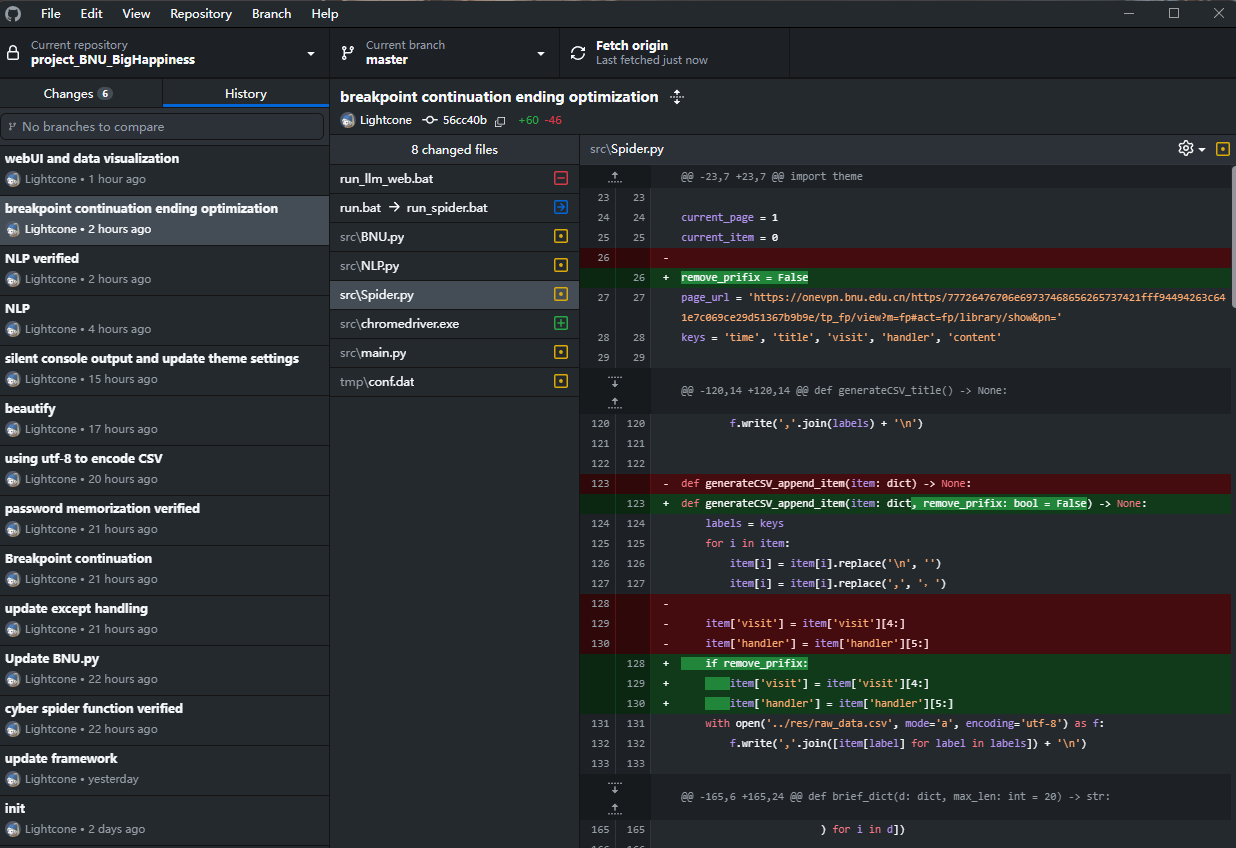 File Edit View Repository Branch Help
Current repository
project_BNU_BigHappiness
Current branch
master
Fetch origin
Last fetched just now
Changes 6
History
No branches to compare
webUI and data visualization
Lightcone • 1 hour ago
breakpoint continuation ending optimization
Lightcone • 2 hours ago
NLP verified
Lightcone • 2 hours ago
NLP
Lightcone • 4 hours ago
silent console output and update theme settings
Lightcone • 15 hours ago
beautify
Lightcone • 17 hours ago
using utf-8 to encode CSV
Lightcone • 20 hours ago
password memorization verified
Lightcone • 21 hours ago
Breakpoint continuation
Lightcone • 21 hours ago
update except handling
Lightcone • 21 hours ago
Update BNU.py
Lightcone • 22 hours ago
cyber spider function verified
Lightcone • 22 hours ago
update framework
Lightcone • yesterday
init
Lightcone • 2 days ago
breakpoint continuation ending optimization
Lightcone 56cc40b +60 -46
8 changed files
run_llm_web.bat
run.bat → run_spider.bat
src\BNU.py
src\NLP.py
src\Spider.py
src\chromedriver.exe
src\main.py
tmp\conf.dat
src\Spider.py
@@ -23,7 +23,7 @@ import theme
23 23
24 24 current_page = 1
25 25 current_item = 0
26 -
26 + remove_prifix = False
27 27 page_url = 'https://onevpn.bnu.edu.cn/https/77726476706e69737468656265737421fff94494263c64
1e7c069ce29d51367b9b9e/tp_fp/view?m=fp#act=fp/library/show&pn='
28 28 keys = 'time', 'title', 'visit', 'handler', 'content'
29 29
@@ -120,14 +120,14 @@ def generateCSV_title() -> None:
120 120 f.write(','.join(labels) + '\n')
121 121
122 122
123 - def generateCSV_append_item(item: dict) -> None:
123 + def generateCSV_append_item(item: dict, remove_prifix: bool = False) -> None:
124 124 labels = keys
125 125 for i in item:
126 126 item[i] = item[i].replace('\n', '')
127 127 item[i] = item[i].replace(',', '，')
128 -
129 - item['visit'] = item['visit'][4:]
130 - item['handler'] = item['handler'][5:]
128 + if remove_prifix:
129 + item['visit'] = item['visit'][4:]
130 + item['handler'] = item['handler'][5:]
131 131 with open('../res/raw_data.csv', mode='a', encoding='utf-8') as f:
132 132 f.write(','.join([item[label] for label in labels]) + '\n')
133 133
@@ -165,6 +165,24 @@ def brief_dict(d: dict, max_len: int = 20) -> str:
165 165 ) for i in d])